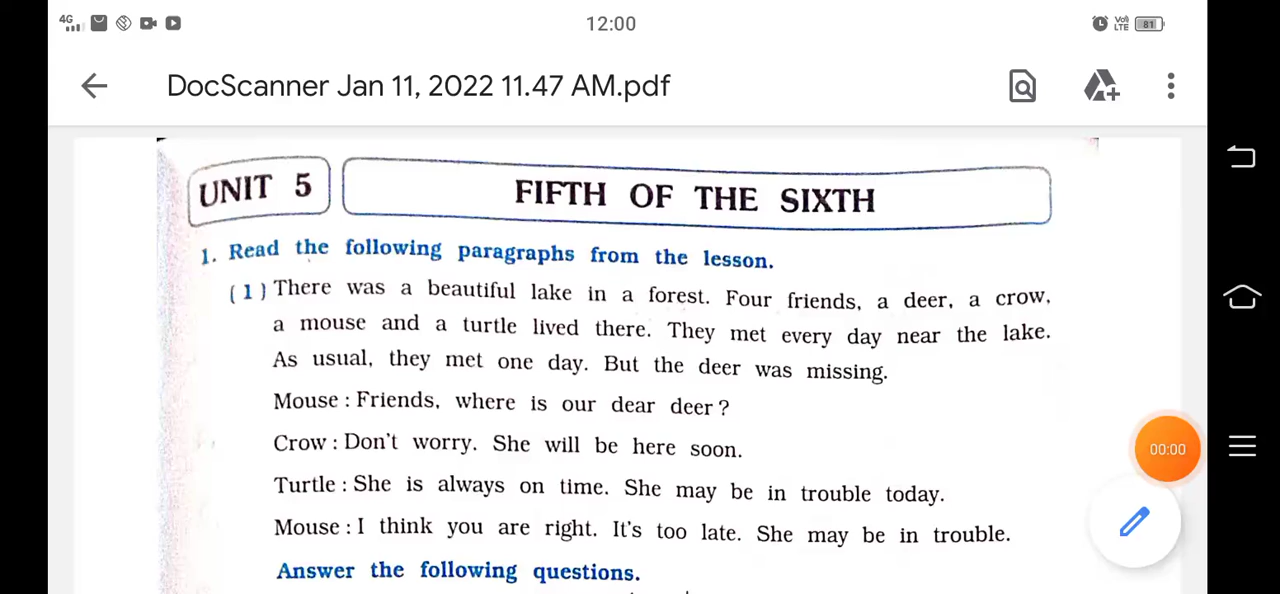 4G 12:00 Vol) LTE 81
DocScanner Jan 11, 2022 11.47 AM.pdf
UNIT 5 FIFTH OF THE SIXTH
1. Read the following paragraphs from the lesson.
(1) There was a beautiful lake in a forest. Four friends, a deer, a crow,
a mouse and a turtle lived there. They met every day near the lake.
As usual, they met one day. But the deer was missing.
Mouse : Friends, where is our dear deer ?
Crow : Don't worry. She will be here soon.
Turtle : She is always on time. She may be in trouble today.
Mouse : I think you are right. It's too late. She may be in trouble.
Answer the following questions.
00:00